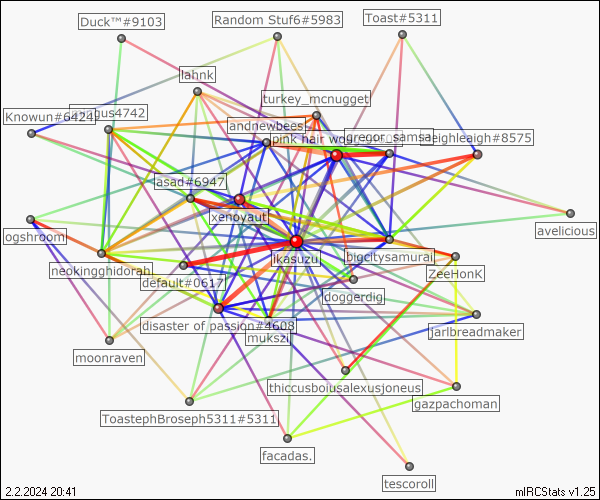 Duck™#9103
Random Stuf6#5983
Toast#5311
lahnk
turkey_mcnugget
Knowun#6424
gus4742
andnewbees
pink hair wo
gregor_samsa
leighleagh#8575
asad#6947
xenoyaut
avelicious
ogshroom
ikasuzu
bigcitysamurai
neokingghidorah
default#0617
ZeeHonK
doggerdig
disaster of passion#4608
mukszi
jarlbreadmaker
moonraven
thiccusboiusalexusjoneus
gazpachoman
ToastephBroseph5311#5311
facadas.
tescoroll
2.2.2024 20:41
mIRCStats v1.25